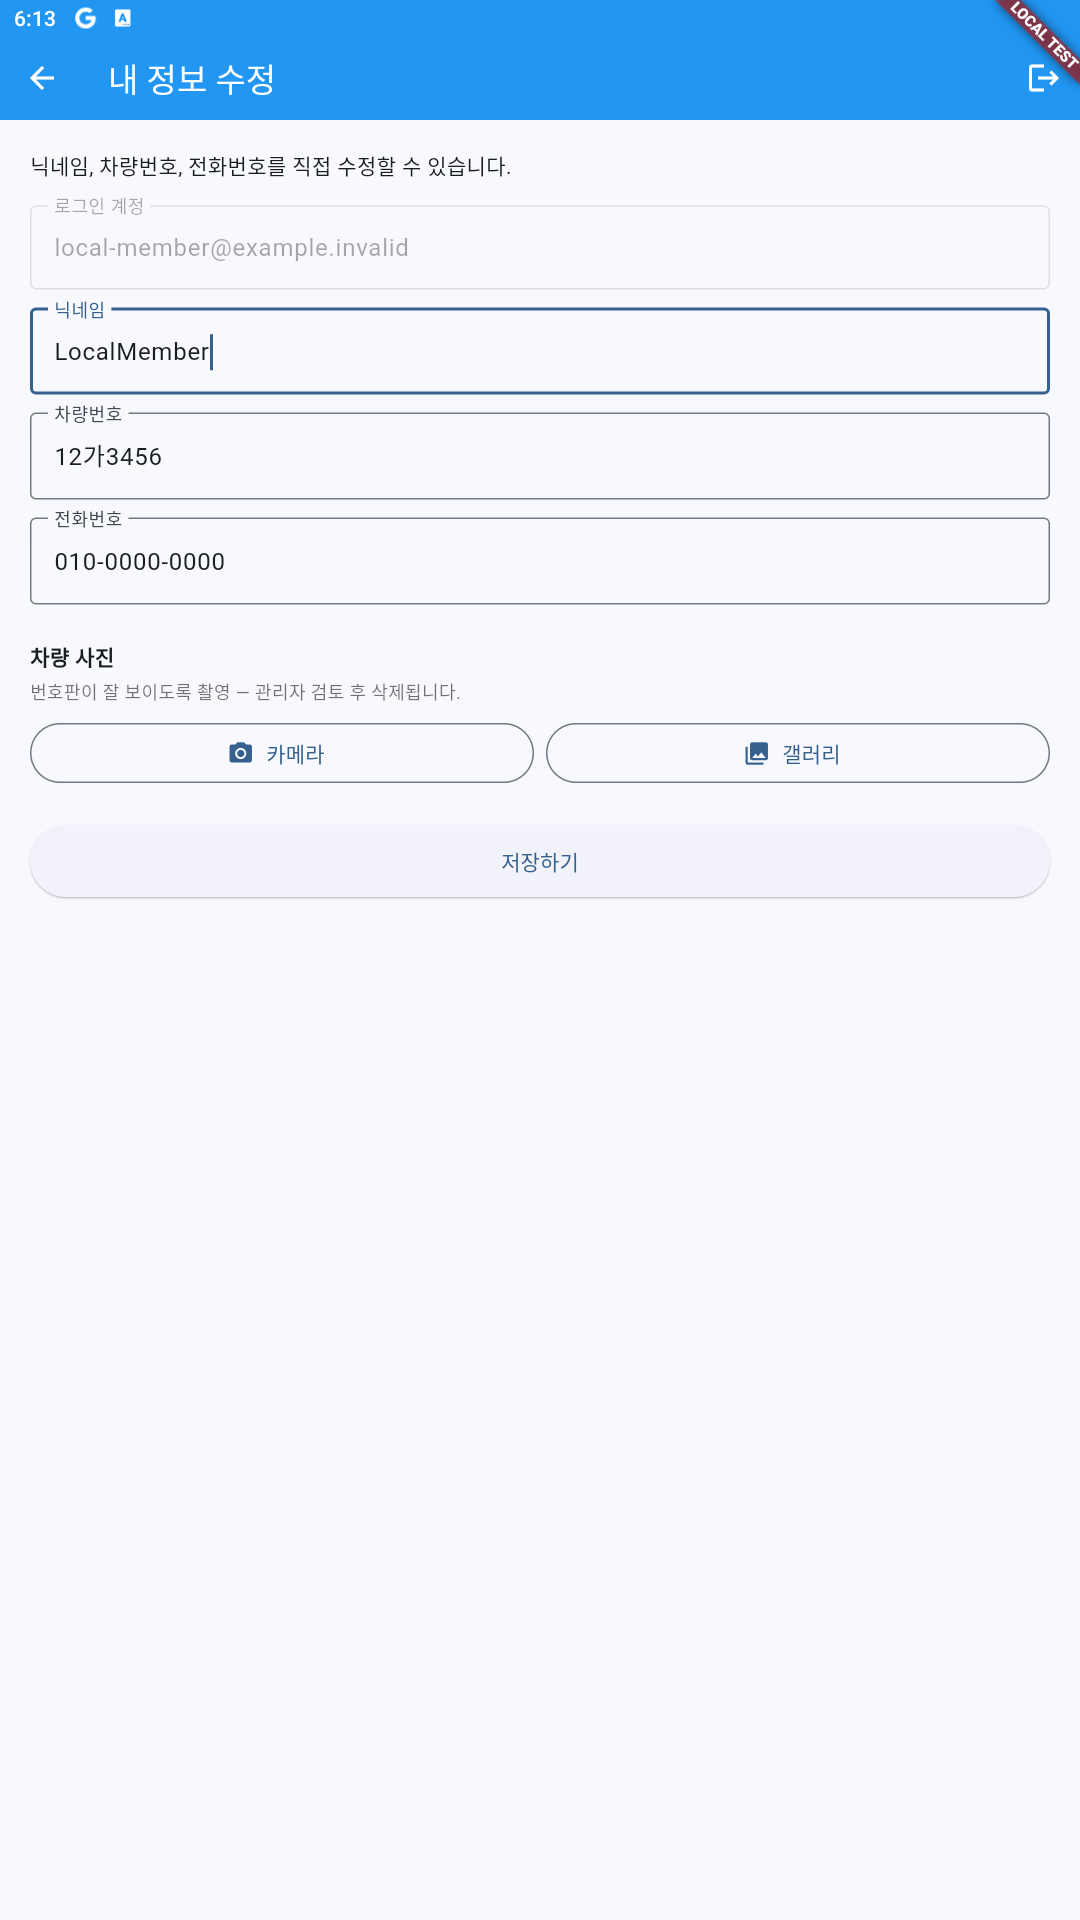 6:13
LOCAL TEST
내 정보 수정
닉네임, 차량번호, 전화번호를 직접 수정할 수 있습니다.
로그인 계정
local-member@example.invalid
닉네임
LocalMember
차량번호
12가3456
전화번호
010-0000-0000
차량 사진
번호판이 잘 보이도록 촬영 — 관리자 검토 후 삭제됩니다.
카메라
갤러리
저장하기